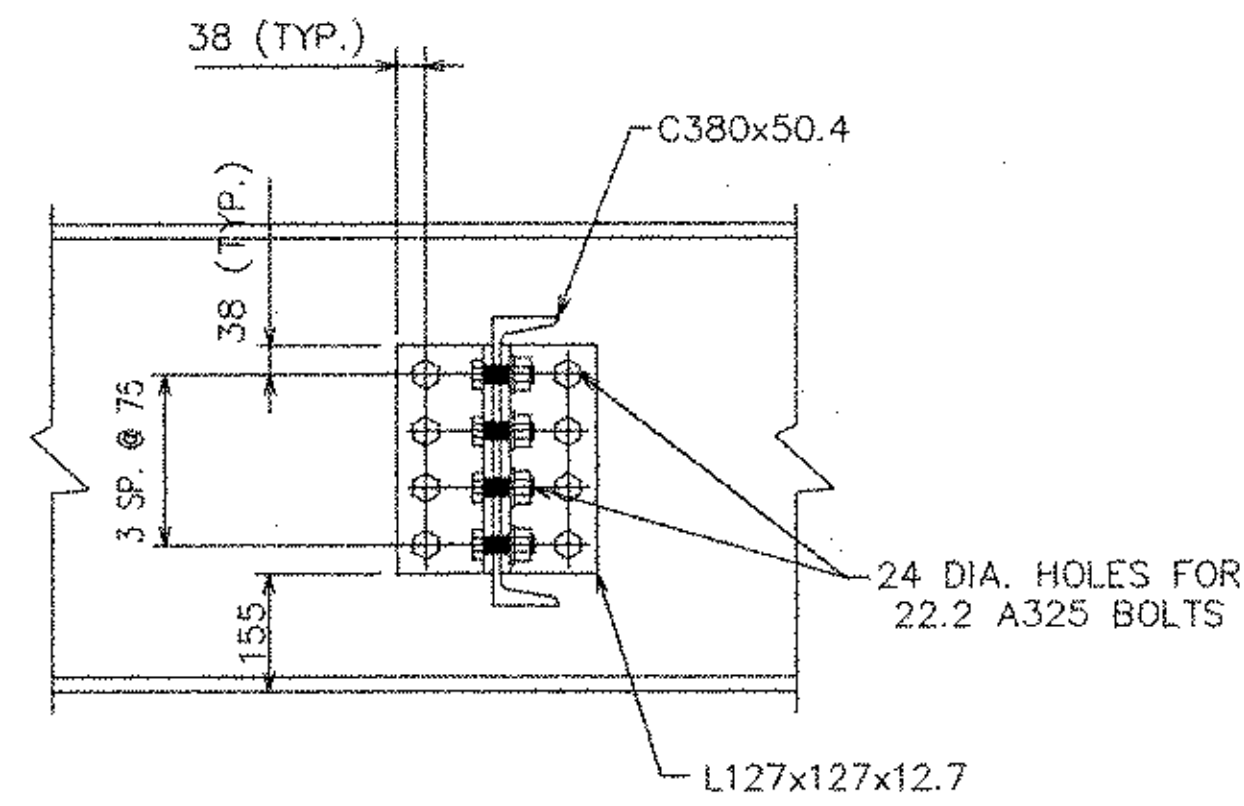 38 (TYP.)
C380x50.4
38 (TYP.)
3 SP. @ 75
155
24 DIA. HOLES FOR
22.2 A325 BOLTS
L127x127x12.7